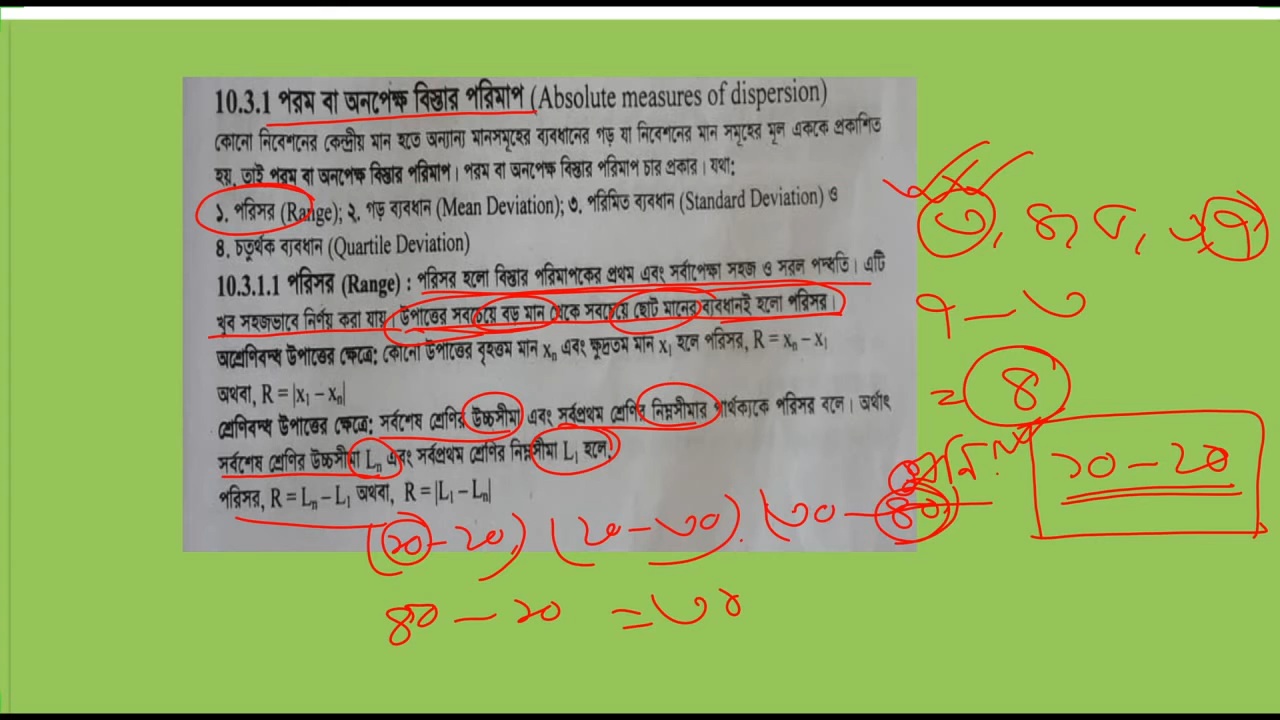 10.3.1 পরম বা অনপেক্ষ বিস্তার পরিমাপ (Absolute measures of dispersion)
কোনো নিবেশনের কেন্দ্রীয় মান হতে অন্যান্য মানসমূহের ব্যবধানের গড় যা নিবেশনের মান সমূহের মূল এককে প্রকাশিত
হয়, তাই পরম বা অনপেক্ষ বিস্তার পরিমাপ। পরম বা অনপেক্ষ বিস্তার পরিমাপ চার প্রকার। যথা:
১. পরিসর (Range); ২. গড় ব্যবধান (Mean Deviation); ৩. পরিমিত ব্যবধান (Standard Deviation) ও
৪. চতুর্থক ব্যবধান (Quartile Deviation)
10.3.1.1 পরিসর (Range) : পরিসর হলো বিস্তার পরিমাপকের প্রথম এবং সর্বাপেক্ষা সহজ ও সরল পদ্ধতি। এটি
খুব সহজভাবে নির্ণয় করা যায়। উপাত্তের সবচেয়ে বড় মান থেকে সবচেয়ে ছোট মানের ব্যবধানই হলো পরিসর।
অশ্রেণিবদ্ধ উপাত্তের ক্ষেত্রে: কোনো উপাত্তের বৃহত্তম মান xₙ এবং ক্ষুদ্রতম মান x₁ হলে পরিসর, R = xₙ – x₁
অথবা, R = |x₁ – xₙ|
শ্রেণিবদ্ধ উপাত্তের ক্ষেত্রে: সর্বশেষ শ্রেণির উচ্চসীমা এবং সর্বপ্রথম শ্রেণির নিম্নসীমার পার্থক্যকে পরিসর বলে। অর্থাৎ
সর্বশেষ শ্রেণির উচ্চসীমা Lₙ এবং সর্বপ্রথম শ্রেণির নিম্নসীমা L₁ হলে,
পরিসর, R = Lₙ – L₁ অথবা, R = |L₁ – Lₙ|
৭ – ৩
= ৪
১০ – ২০
(১০ – ২০), (২০ – ৩০), (৩০ – ৪০)
৪০ – ১০ = ৩০